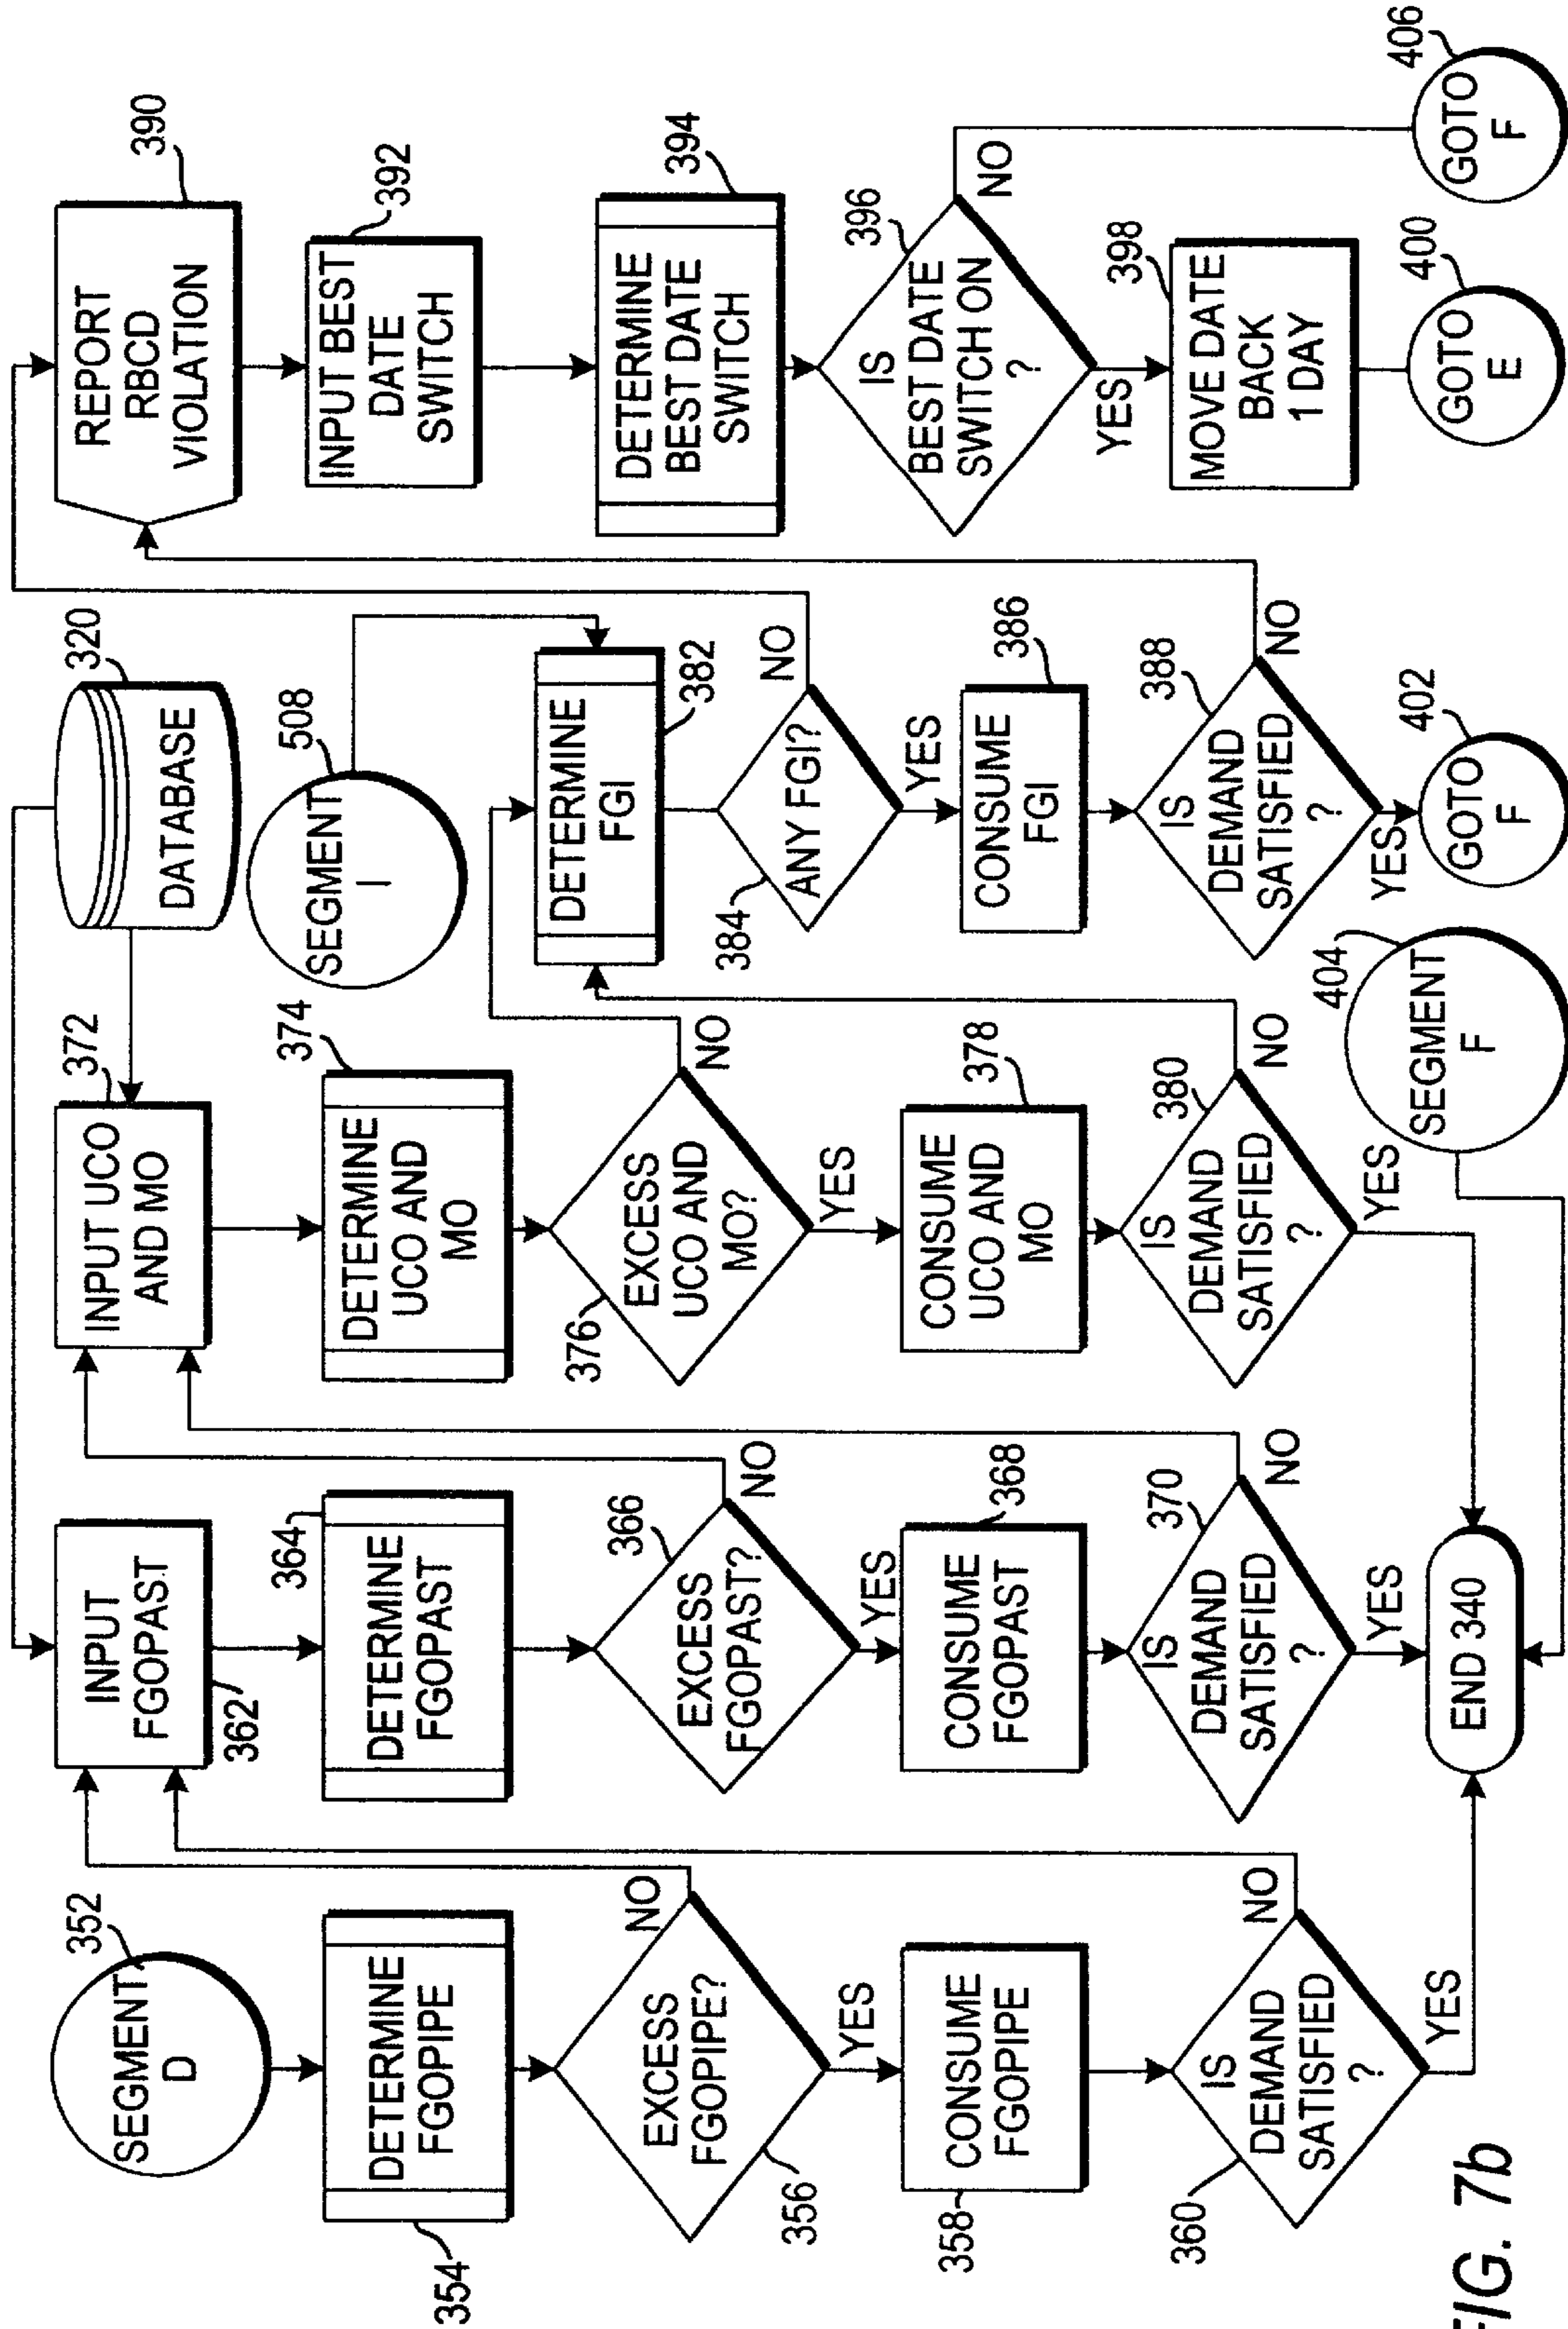 SEGMENT
D
352
DETERMINE
FGOPIPE
354
EXCESS
FGOPIPE?
356
NO
YES
CONSUME
FGOPIPE
358
IS
DEMAND
SATISFIED
?
360
NO
YES
INPUT
FGOPAST
362
DETERMINE
FGOPAST
364
EXCESS
FGOPAST?
366
NO
YES
CONSUME
FGOPAST
368
IS
DEMAND
SATISFIED
?
370
NO
YES
END 340
INPUT UCO
AND MO
372
DETERMINE
UCO AND
MO
374
EXCESS
UCO AND
MO?
376
NO
YES
CONSUME
UCO AND
MO
378
IS
DEMAND
SATISFIED
?
380
NO
YES
SEGMENT
F
404
DATABASE
320
SEGMENT
I
508
DETERMINE
FGI
382
ANY FGI?
384
NO
YES
CONSUME
FGI
386
IS
DEMAND
SATISFIED
?
388
NO
YES
GOTO
F
402
REPORT
RBCD
VIOLATION
390
INPUT BEST
DATE
SWITCH
392
DETERMINE
BEST DATE
SWITCH
394
IS
BEST DATE
SWITCH ON
?
396
NO
YES
MOVE DATE
BACK
1 DAY
398
GOTO
E
400
GOTO
F
406
FIG. 7b